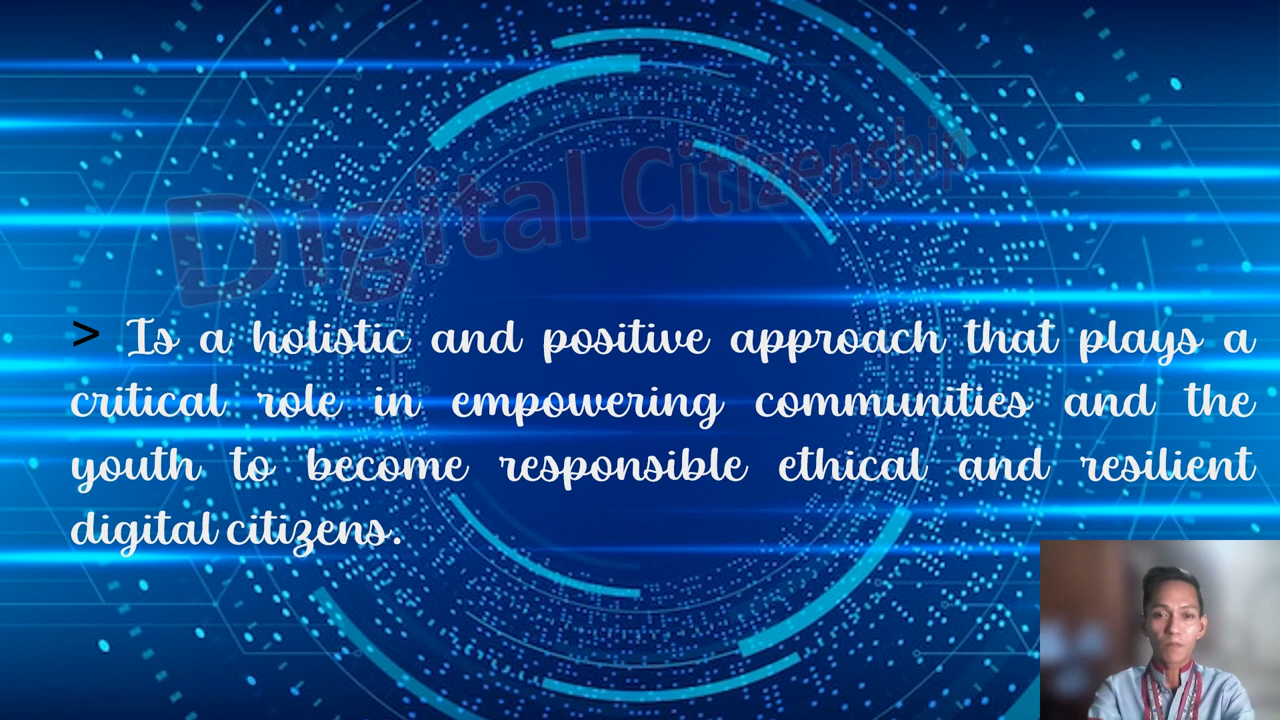 Digital Citizenship
> Is a holistic and positive approach that plays a
critical role in empowering communities and the
youth to become responsible ethical and resilient
digital citizens.